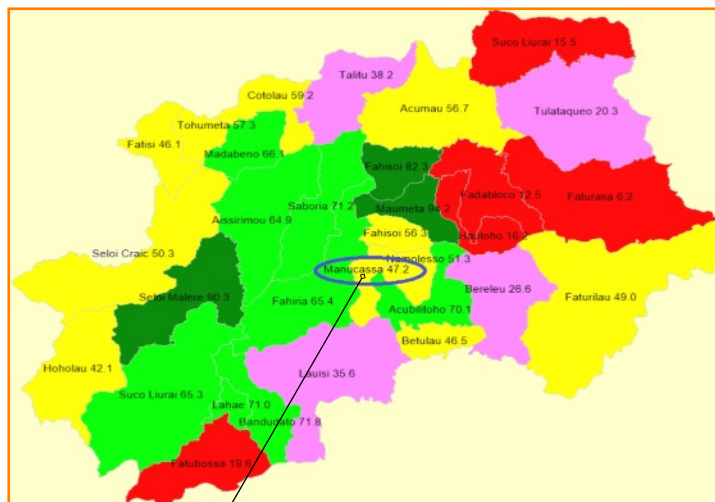 Suco Liurai 15.5
Talitu 38.2
Cotolau 59.2
Tulataqueo 20.3
Acumau 56.7
Tohumeta 57.3
Fatisi 46.1
Madabeno 66.1
Fahisoi 82.3
Fadabloco 12.5
Faturasa 6.2
Saboria 71.2
Maumeta 94.2
Aissirimou 64.9
Fahisoi 56.3
Hautoho 16.2
Seloi Craic 50.3
Namolesso 51.3
Manucassa 47.2
Bereleu 26.6
Seloi Malere 90.3
Fahiria 65.4
Acubilitoho 70.1
Faturilau 49.0
Betulau 46.5
Hoholau 42.1
Lauisi 35.6
Suco Liurai 65.3
Lahae 71.0
Bandudato 71.8
Fatubossa 19.6